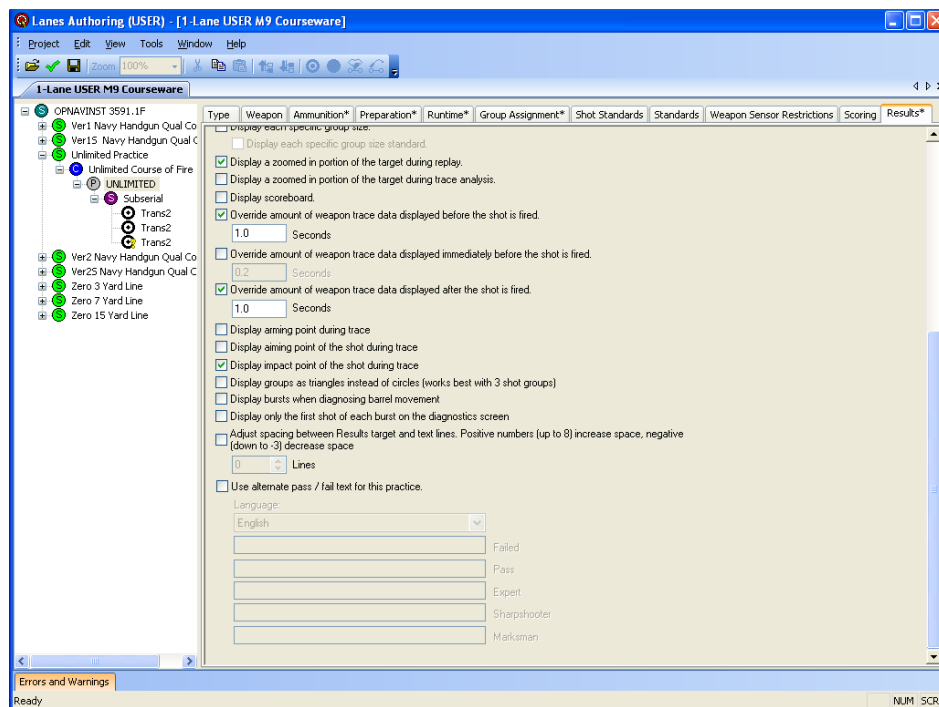 Lanes Authoring (USER) - [1-Lane USER M9 Courseware]
Project Edit View Tools Window Help
Zoom 100%
1-Lane USER M9 Courseware
OPNAVINST 3591.1F
Ver1 Navy Handgun Qual Co
Ver1S Navy Handgun Qual C
Unlimited Practice
Unlimited Course of Fire
UNLIMITED
Subserial
Trans2
Trans2
Trans2
Ver2 Navy Handgun Qual Co
Ver2S Navy Handgun Qual C
Zero 3 Yard Line
Zero 7 Yard Line
Zero 15 Yard Line
Type Weapon Ammunition* Preparation* Runtime* Group Assignment* Shot Standards Standards Weapon Sensor Restrictions Scoring Results*
Display each specific group size.
Display each specific group size standard.
Display a zoomed in portion of the target during replay.
Display a zoomed in portion of the target during trace analysis.
Display scoreboard.
Override amount of weapon trace data displayed before the shot is fired.
1.0 Seconds
Override amount of weapon trace data displayed immediately before the shot is fired.
0.2 Seconds
Override amount of weapon trace data displayed after the shot is fired.
1.0 Seconds
Display arming point during trace
Display aiming point of the shot during trace
Display impact point of the shot during trace
Display groups as triangles instead of circles (works best with 3 shot groups)
Display bursts when diagnosing barrel movement
Display only the first shot of each burst on the diagnostics screen
Adjust spacing between Results target and text lines. Positive numbers (up to 8) increase space, negative
(down to -3) decrease space
0 Lines
Use alternate pass / fail text for this practice.
Language:
English
Failed
Pass
Expert
Sharpshooter
Marksman
Errors and Warnings
Ready NUM SCR